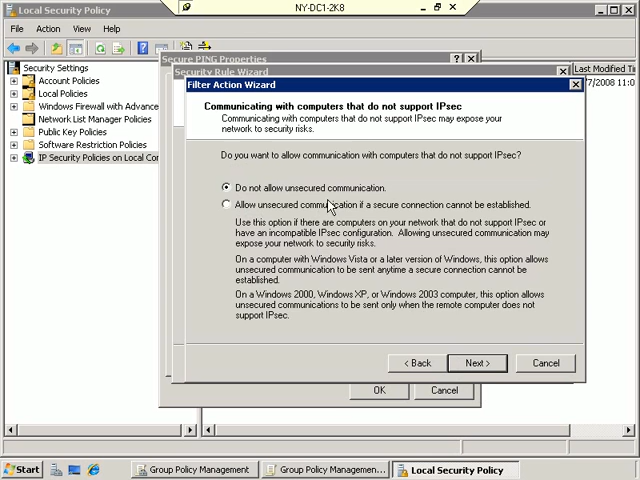 Local Security Policy
NY-DC1-2K8
File Action View Help
Security Settings
Account Policies
Local Policies
Windows Firewall with Advance
Network List Manager Policies
Public Key Policies
Software Restriction Policies
IP Security Policies on Local Cor
Last Modified Ti
Secure PING Properties
Security Rule Wizard
Filter Action Wizard
Communicating with computers that do not support IPsec
Communicating with computers that do not support IPsec may expose your
network to security risks.
Do you want to allow communication with computers that do not support IPsec?
Do not allow unsecured communication.
Allow unsecured communication if a secure connection cannot be established.
Use this option if there are computers on your network that do not support IPsec or
have an incompatible IPsec configuration. Allowing unsecured communication may
expose your network to security risks.
On a computer with Windows Vista or a later version of Windows, this option allows
unsecured communication to be sent anytime a secure connection cannot be
established.
On a Windows 2000, Windows XP, or Windows 2003 computer, this option allows
unsecured communications to be sent only when the remote computer does not
support IPsec.
< Back Next > Cancel
OK Cancel
Start Group Policy Management Group Policy Managemen... Local Security Policy